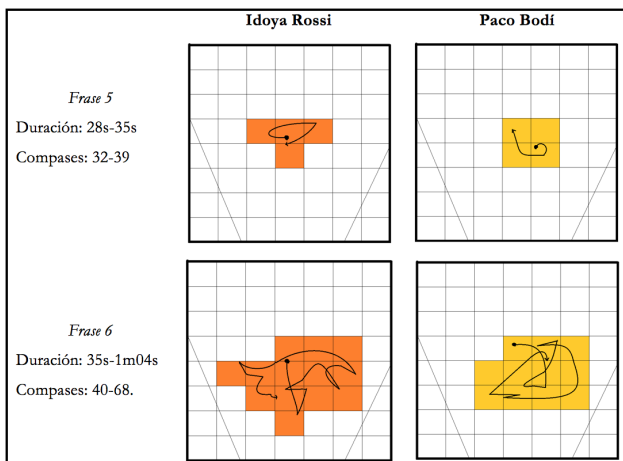 Idoya Rossi
Paco Bodí
Frase 5
Duración: 28s-35s
Compases: 32-39
Frase 6
Duración: 35s-1m04s
Compases: 40-68.